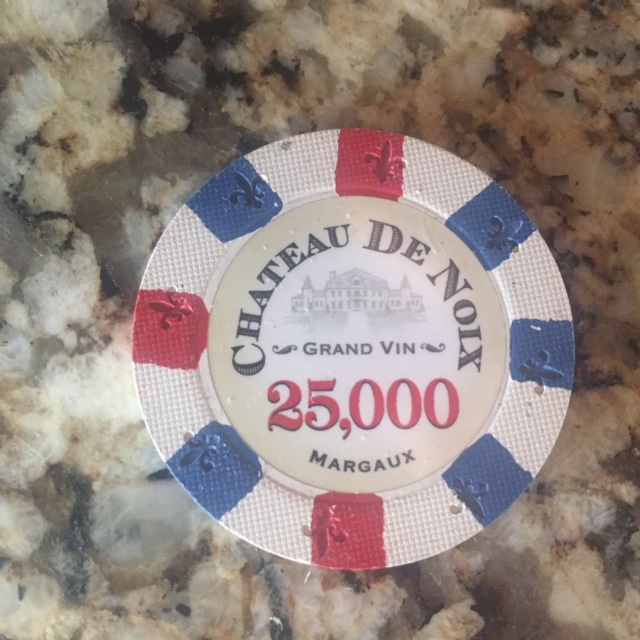 CHATEAU DE NOIX
GRAND VIN
25,000
MARGAUX